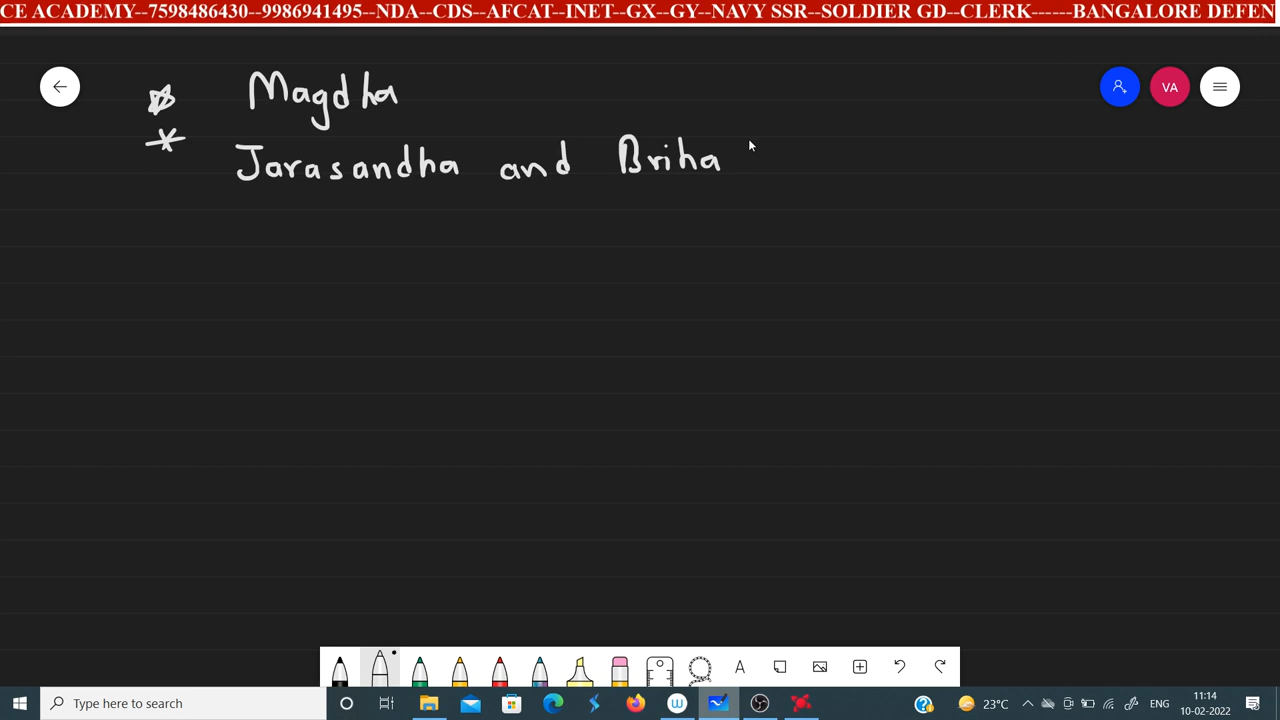 CE ACADEMY--7598486430--9986941495--NDA--CDS--AFCAT--INET--GX--GY--NAVY SSR--SOLDIER GD--CLERK------BANGALORE DEFEN
* Magdha
VA
* Jarasandha and Briha
A
Type here to search
23°C
ENG
11:14
10-02-2022